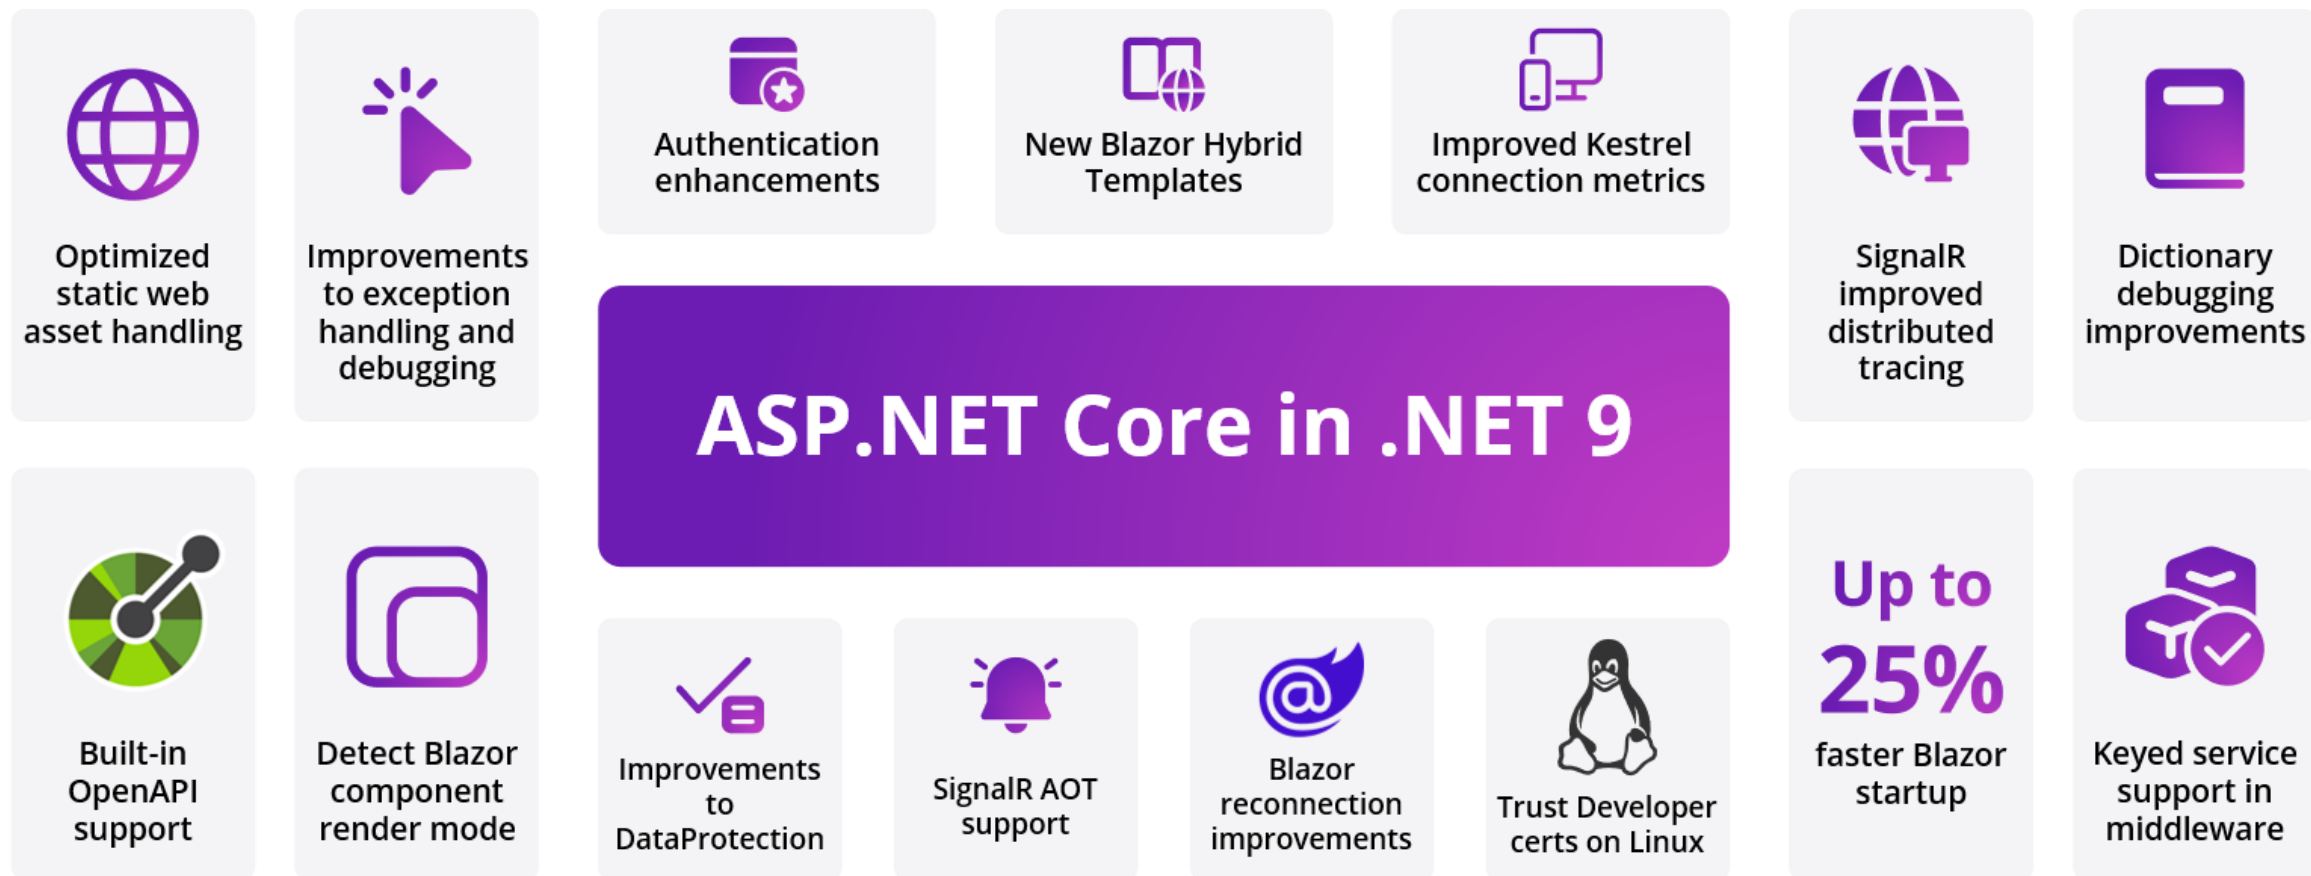 Optimized
static web
asset handling
Improvements
to exception
handling and
debugging
Authentication
enhancements
New Blazor Hybrid
Templates
Improved Kestrel
connection metrics
SignalR
improved
distributed
tracing
Dictionary
debugging
improvements
ASP.NET Core in .NET 9
Built-in
OpenAPI
support
Detect Blazor
component
render mode
Improvements
to
DataProtection
SignalR AOT
support
Blazor
reconnection
improvements
Trust Developer
certs on Linux
Up to
25%
faster Blazor
startup
Keyed service
support in
middleware